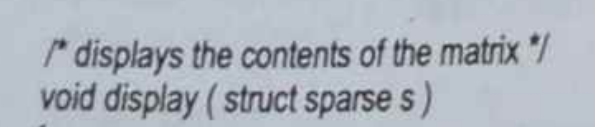 /* displays the contents of the matrix */
void display ( struct sparse s )